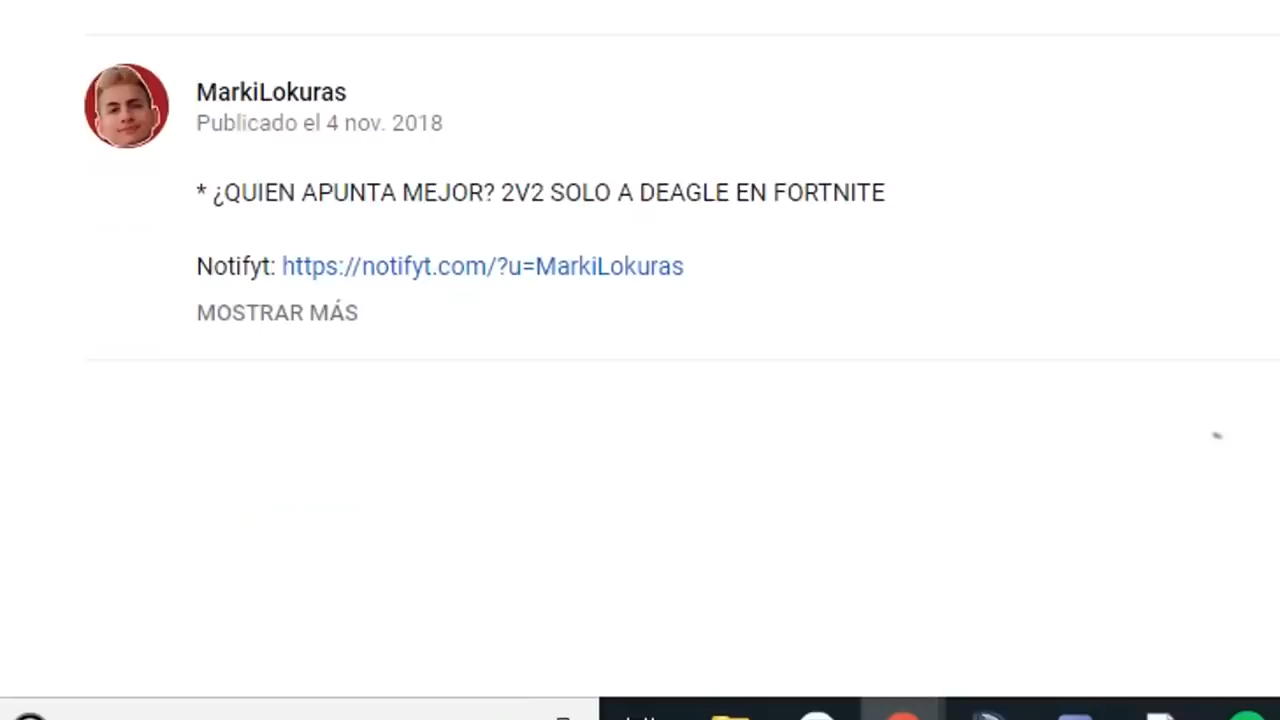 MarkiLokuras
Publicado el 4 nov. 2018
* ¿QUIEN APUNTA MEJOR? 2V2 SOLO A DEAGLE EN FORTNITE
Notifyt: https://notifyt.com/?u=MarkiLokuras
MOSTRAR MÁS